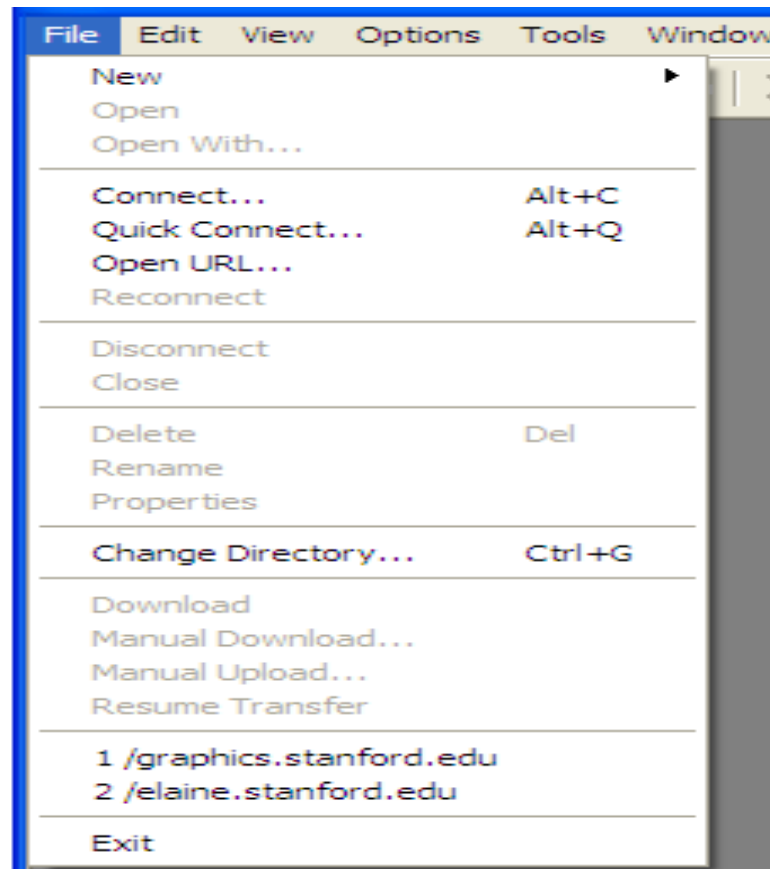 File Edit View Options Tools Window
New
Open
Open With...
Connect... Alt+C
Quick Connect... Alt+Q
Open URL...
Reconnect
Disconnect
Close
Delete Del
Rename
Properties
Change Directory... Ctrl+G
Download
Manual Download...
Manual Upload...
Resume Transfer
1 /graphics.stanford.edu
2 /elaine.stanford.edu
Exit